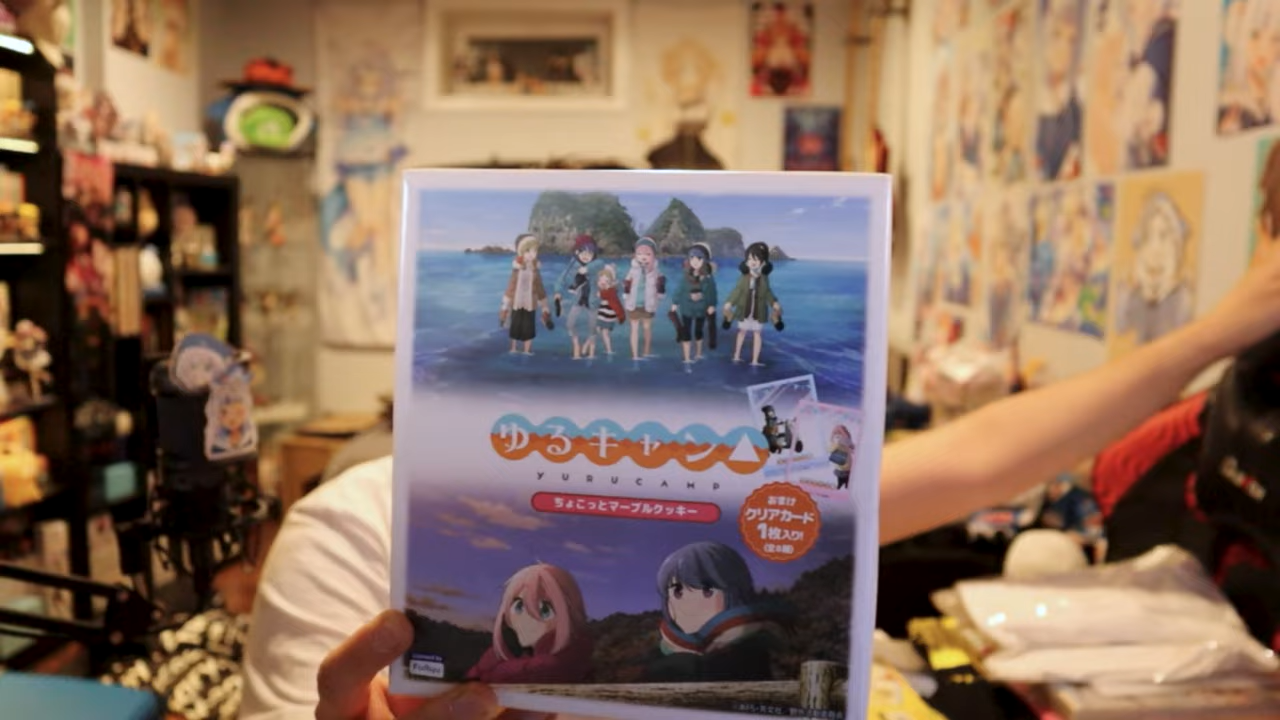 ゆるキャン△
YURUCAMP
ちょこっとマーブルクッキー
おまけ
クリアカード
1枚入り!
(全8種)